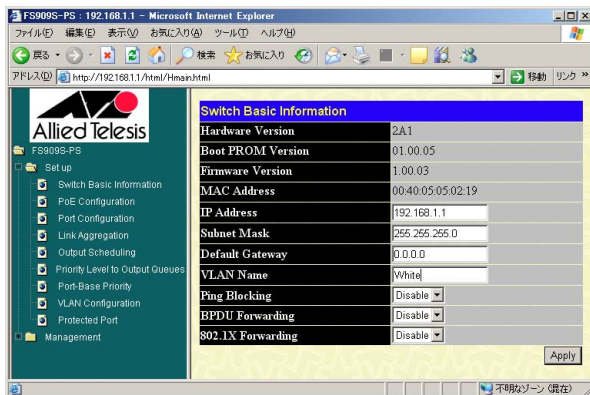 FS909S-PS : 192.168.1.1 - Microsoft Internet Explorer
ファイル(F) 編集(E) 表示(V) お気に入り(A) ツール(T) ヘルプ(H)
戻る 検索 お気に入り
アドレス(D) http://192.168.1.1/html/Hmain.html 移動 リンク »
Allied Telesis
FS909S-PS
Set up
Switch Basic Information
PoE Configuration
Port Configuration
Link Aggregation
Output Scheduling
Priority Level to Output Queues
Port-Base Priority
VLAN Configuration
Protected Port
Management
Switch Basic Information
Hardware Version 2A1
Boot PROM Version 01.00.05
Firmware Version 1.00.03
MAC Address 00:40:05:05:02:19
IP Address 192.168.1.1
Subnet Mask 255.255.255.0
Default Gateway 0.0.0.0
VLAN Name White
Ping Blocking Disable
BPDU Forwarding Disable
802.1X Forwarding Disable
Apply
不明なゾーン (混在)